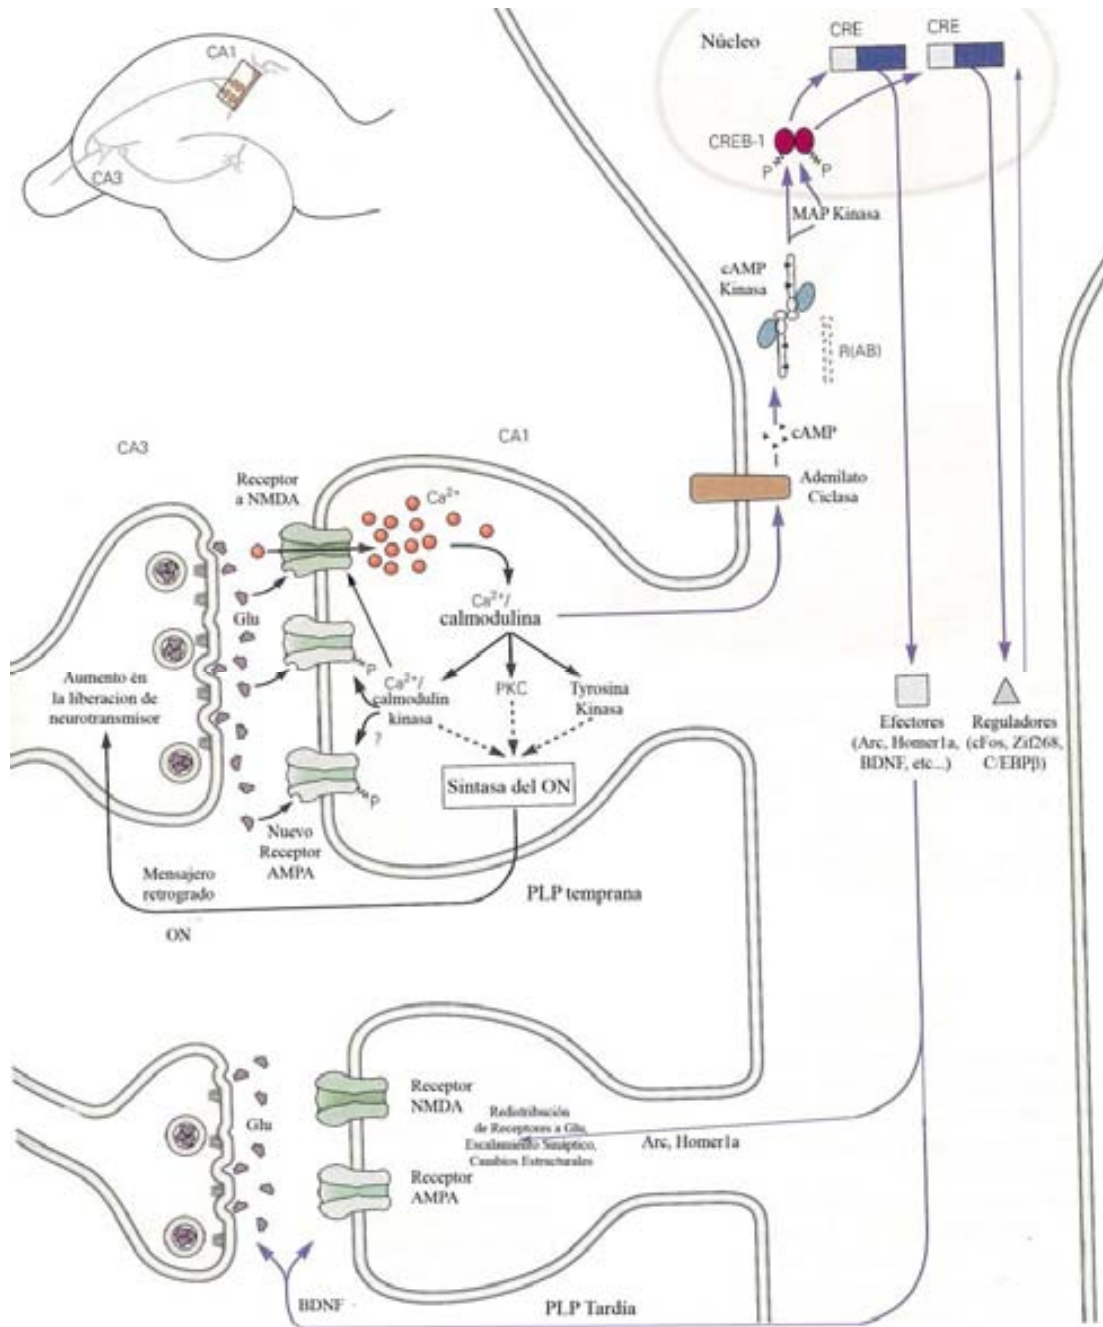 CA1
CA3
Núcleo
CRE
CRE
CREB-1
P
P
MAP Kinasa
cAMP
Kinasa
R(AB)
cAMP
Adenilato
Ciclasa
CA3
CA1
Receptor
a NMDA
Ca2+
Glu
Ca2+/
calmodulina
P
Ca2+/
calmodulin
kinasa
PKC
Tyrosina
Kinasa
?
P
Aumento en
la liberacion de
neurotransmisor
Sintasa del ON
Nuevo
Receptor
AMPA
Mensajero
retrogrado
ON
PLP temprana
Efectores
(Arc, Homer1a,
BDNF, etc...)
Reguladores
(cFos, Zif268,
C/EBPβ)
Glu
Receptor
NMDA
Redistribución
de Receptores a Glu,
Escalamiento Sináptico,
Cambios Estructurales
Arc, Homer1a
Receptor
AMPA
BDNF
PLP Tardía